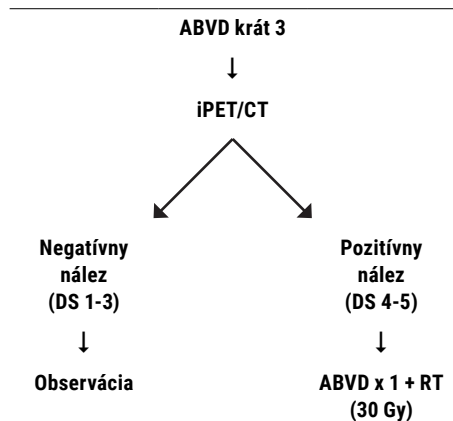 ABVD krát 3
↓
iPET/CT
Negatívny
nález
(DS 1-3)
↓
Observácia
Pozitívny
nález
(DS 4-5)
↓
ABVD x 1 + RT
(30 Gy)